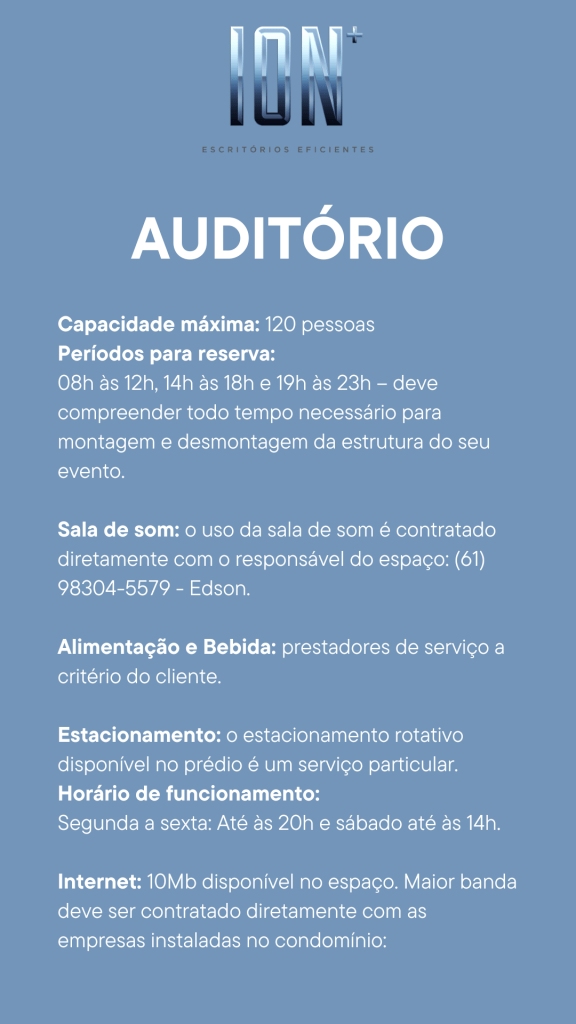 ION+
ESCRITÓRIOS EFICIENTES
AUDITÓRIO
Capacidade máxima: 120 pessoas
Períodos para reserva:
08h às 12h, 14h às 18h e 19h às 23h – deve
compreender todo tempo necessário para
montagem e desmontagem da estrutura do seu
evento.
Sala de som: o uso da sala de som é contratado
diretamente com o responsável do espaço: (61)
98304-5579 - Edson.
Alimentação e Bebida: prestadores de serviço a
critério do cliente.
Estacionamento: o estacionamento rotativo
disponível no prédio é um serviço particular.
Horário de funcionamento:
Segunda a sexta: Até às 20h e sábado até às 14h.
Internet: 10Mb disponível no espaço. Maior banda
deve ser contratado diretamente com as
empresas instaladas no condomínio: